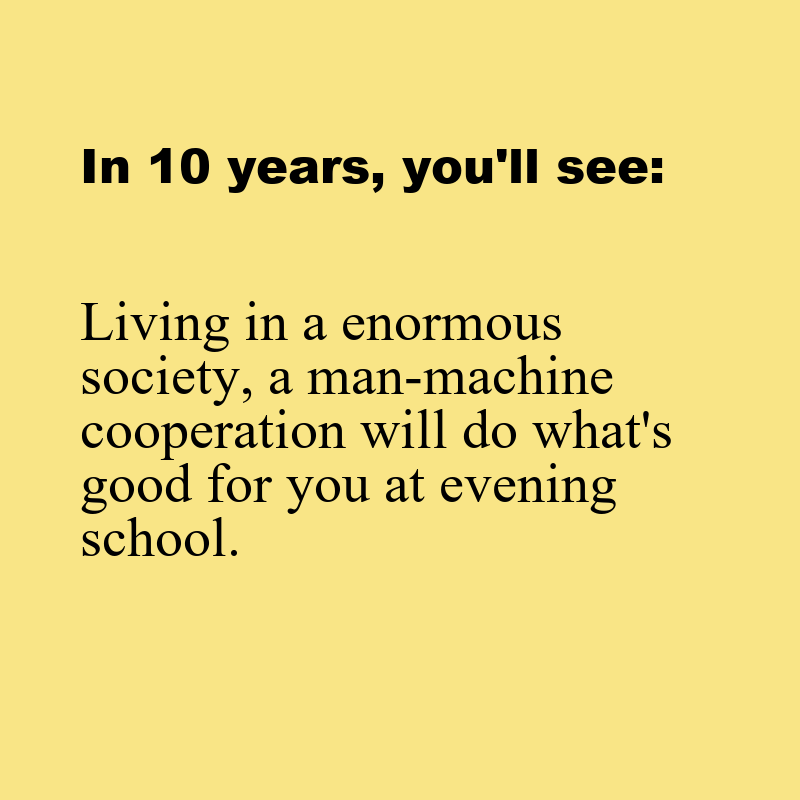 In 10 years, you'll see:
Living in a enormous
society, a man-machine
cooperation will do what's
good for you at evening
school.